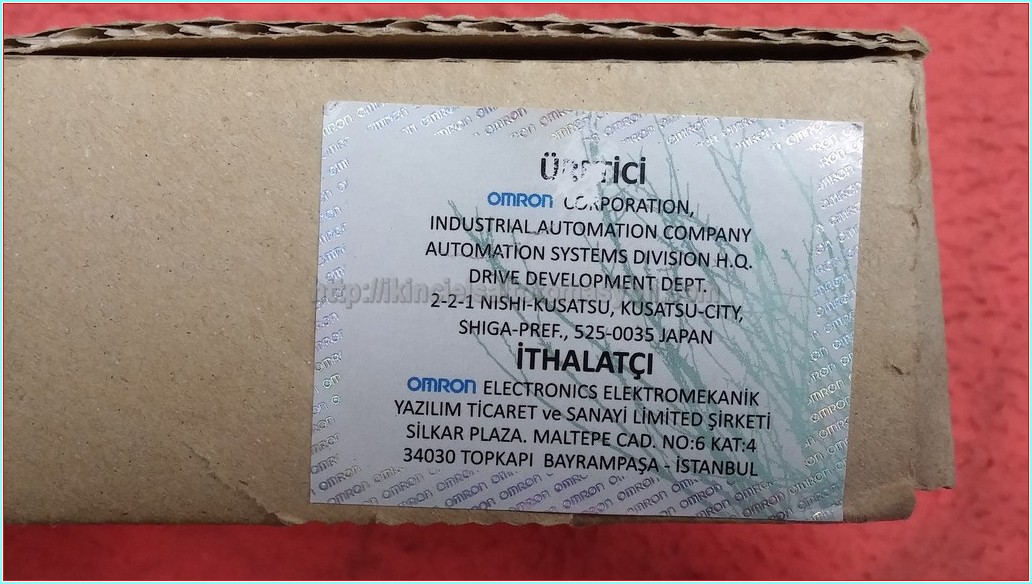 ÜRETİCİ
OMRON CORPORATION,
INDUSTRIAL AUTOMATION COMPANY
AUTOMATION SYSTEMS DIVISION H.Q.
DRIVE DEVELOPMENT DEPT.
2-2-1 NISHI-KUSATSU, KUSATSU-CITY,
SHIGA-PREF., 525-0035 JAPAN
İTHALATÇI
OMRON ELECTRONICS ELEKTROMEKANİK
YAZILIM TİCARET ve SANAYİ LİMİTED ŞİRKETİ
SİLKAR PLAZA. MALTEPE CAD. NO:6 KAT:4
34030 TOPKAPI BAYRAMPAŞA - İSTANBUL